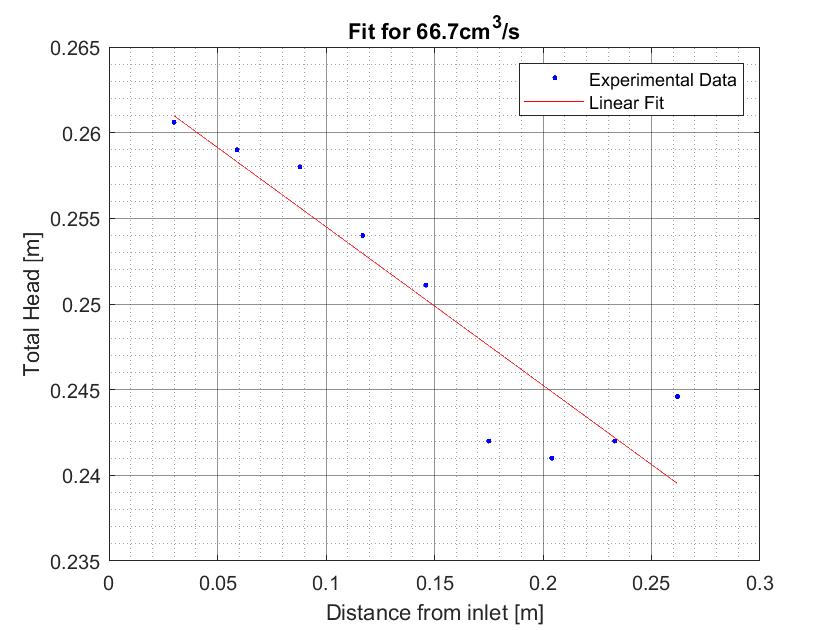 Fit for 66.7cm³/s
Experimental Data
Linear Fit
0.265
0.26
0.255
0.25
0.245
0.24
0.235
Total Head [m]
0 0.05 0.1 0.15 0.2 0.25 0.3
Distance from inlet [m]